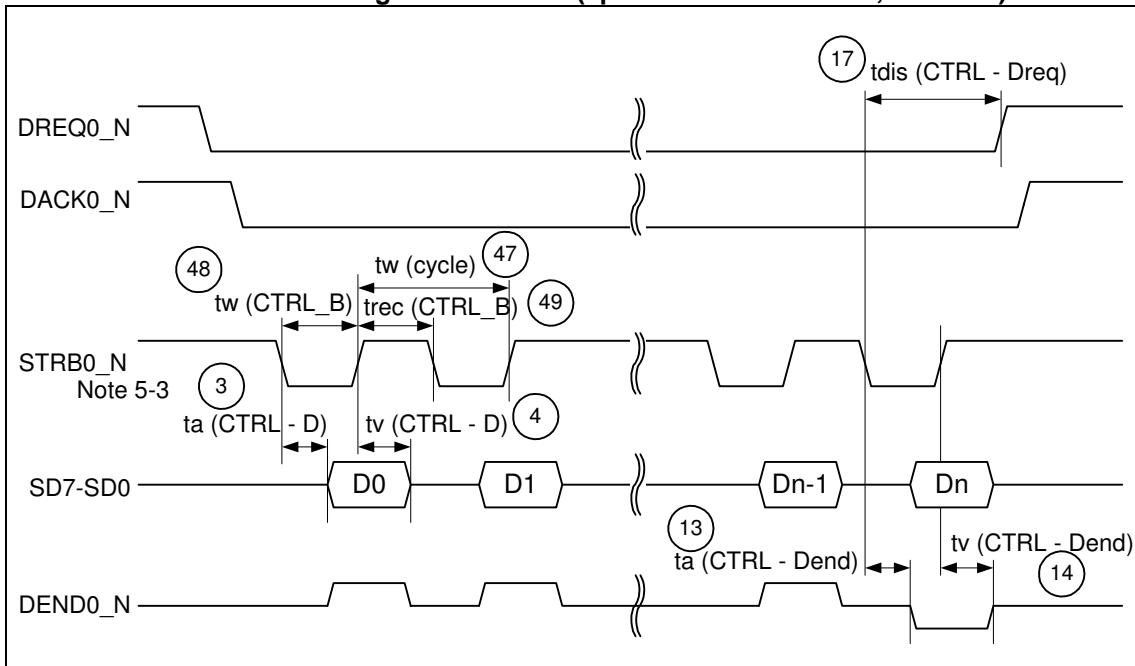 17
tdis (CTRL - Dreq)
DREQ0_N
DACK0_N
48
tw (cycle)
47
tw (CTRL_B)
trec (CTRL_B)
49
STRB0_N
Note 5-3
3
ta (CTRL - D)
tv (CTRL - D)
4
SD7-SD0
D0
D1
Dn-1
Dn
13
ta (CTRL - Dend)
tv (CTRL - Dend)
14
DEND0_N